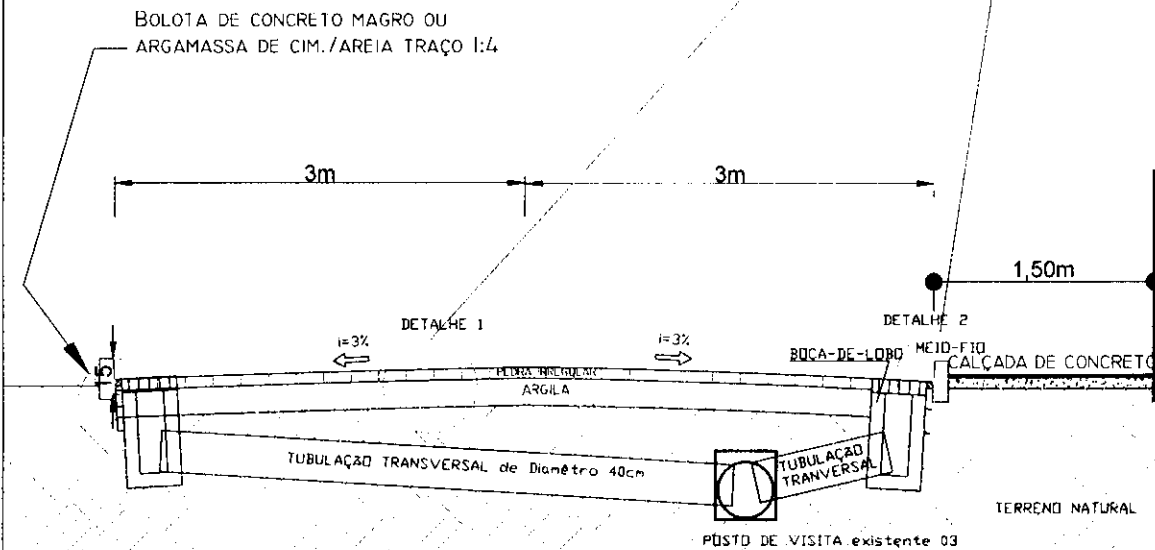 BOLOTA DE CONCRETO MAGRO OU
ARGAMASSA DE CIM./AREIA TRAÇO 1:4
3m
3m
1,50m
DETALHE 1
DETALHE 2
i=3%
i=3%
BOCA-DE-LOBO
MEIO-FIO
CALÇADA DE CONCRETO
15
PEDRA IRREGULAR
ARGILA
TUBULAÇÃO TRANSVERSAL de Diamêtro 40cm
TUBULAÇÃO
TRANVERSAL
TERRENO NATURAL
POSTO DE VISITA existente 03